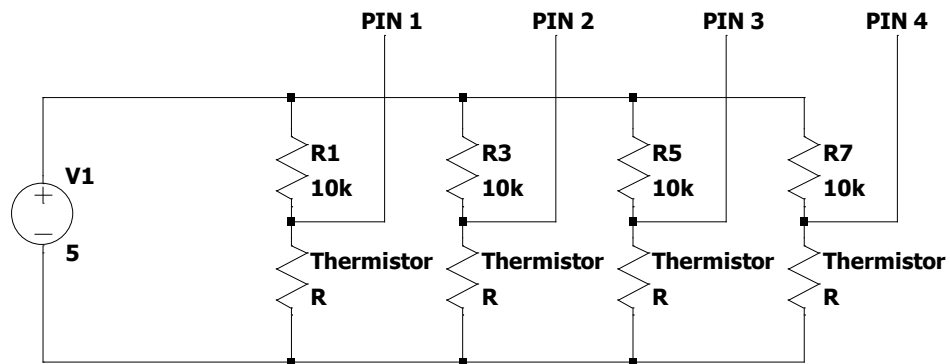 PIN 1
PIN 2
PIN 3
PIN 4
V1
+
−
5
R1
10k
R3
10k
R5
10k
R7
10k
Thermistor
R
Thermistor
R
Thermistor
R
Thermistor
R